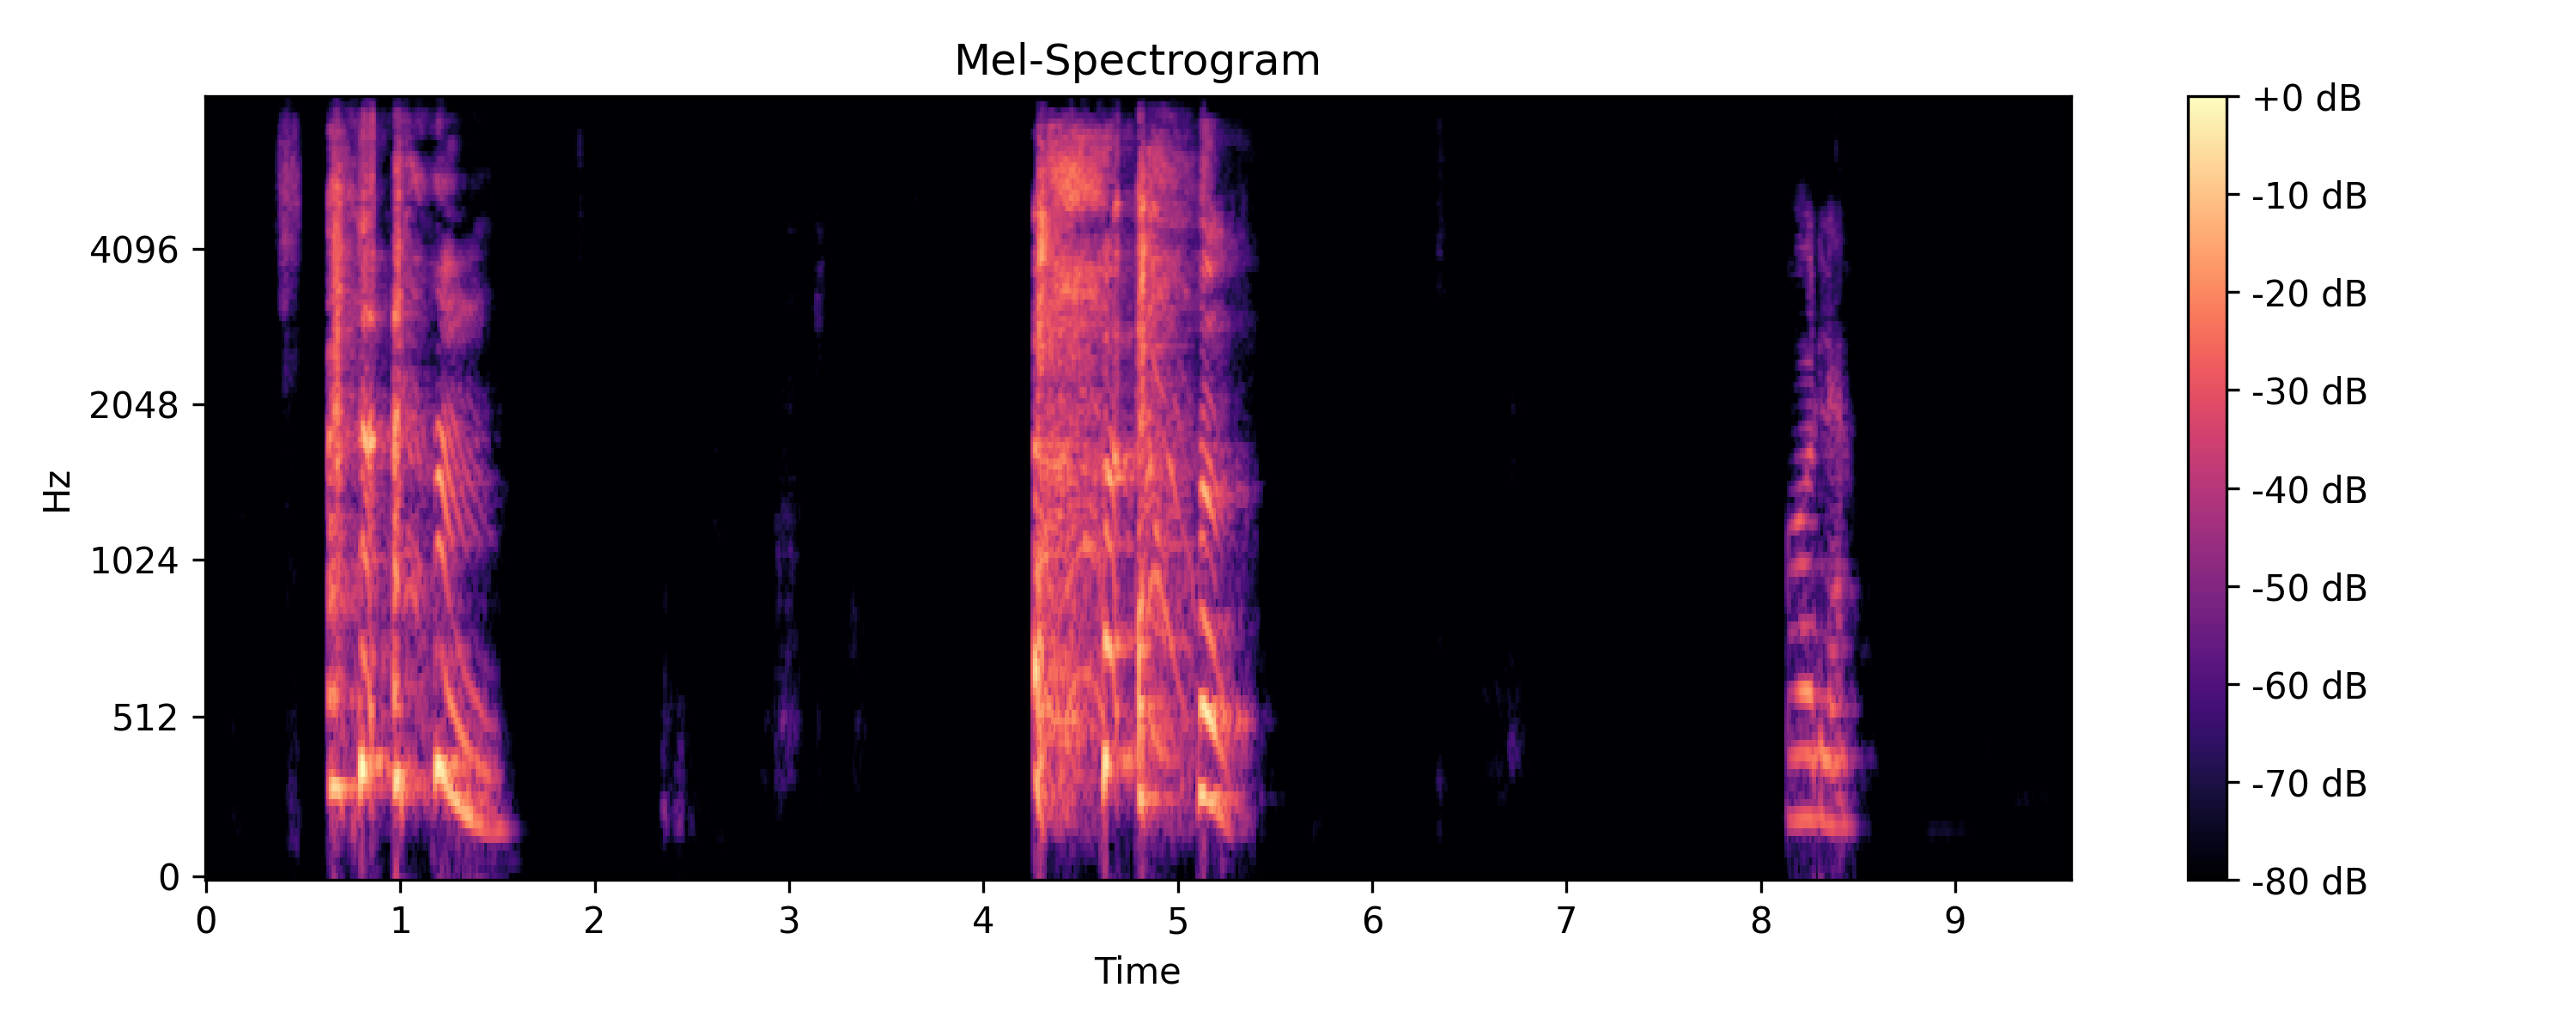 Mel-Spectrogram
+0 dB
-10 dB
-20 dB
-30 dB
-40 dB
-50 dB
-60 dB
-70 dB
-80 dB
Hz
4096
2048
1024
512
0
0 1 2 3 4 5 6 7 8 9
Time